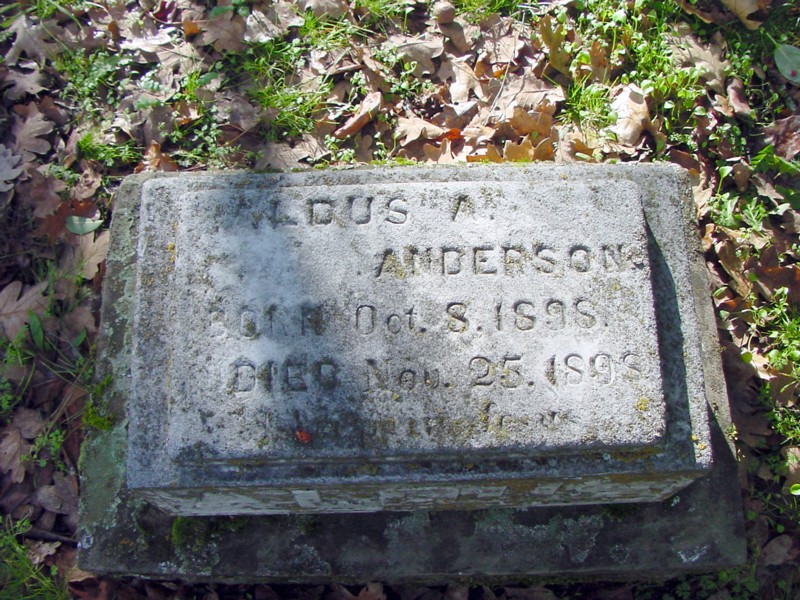 ALDUS A.
ANDERSON.
BORN Oct. 8. 1898.
DIED Nov. 25. 1898